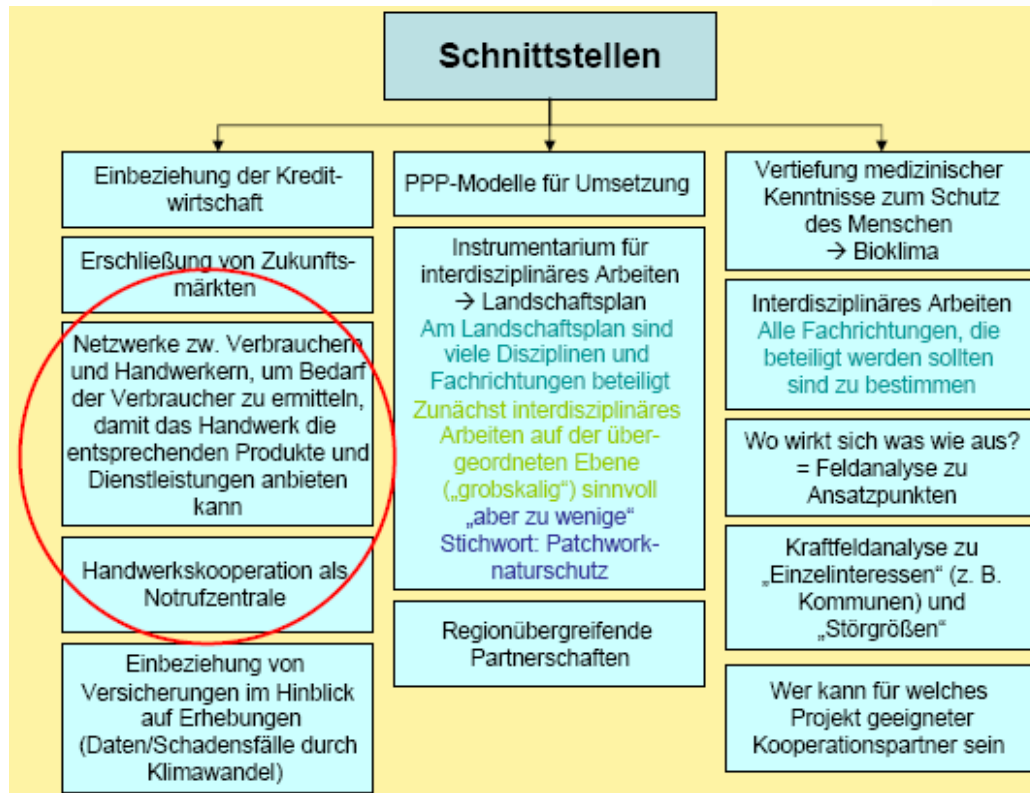 Schnittstellen
Einbeziehung der Kredit-
wirtschaft
Erschließung von Zukunfts-
märkten
Netzwerke zw. Verbrauchern
und Handwerkern, um Bedarf
der Verbraucher zu ermitteln,
damit das Handwerk die
entsprechenden Produkte und
Dienstleistungen anbieten
kann
Handwerkskooperation als
Notrufzentrale
Einbeziehung von
Versicherungen im Hinblick
auf Erhebungen
(Daten/Schadensfälle durch
Klimawandel)
PPP-Modelle für Umsetzung
Instrumentarium für
interdisziplinäres Arbeiten
→ Landschaftsplan
Am Landschaftsplan sind
viele Disziplinen und
Fachrichtungen beteiligt
Zunächst interdisziplinäres
Arbeiten auf der über-
geordneten Ebene
(„grobskalig“) sinnvoll
„aber zu wenige“
Stichwort: Patchwork-
naturschutz
Regionübergreifende
Partnerschaften
Vertiefung medizinischer
Kenntnisse zum Schutz
des Menschen
→ Bioklima
Interdisziplinäres Arbeiten
Alle Fachrichtungen, die
beteiligt werden sollten
sind zu bestimmen
Wo wirkt sich was wie aus?
= Feldanalyse zu
Ansatzpunkten
Kraftfeldanalyse zu
„Einzelinteressen“ (z. B.
Kommunen) und
„Störgrößen“
Wer kann für welches
Projekt geeigneter
Kooperationspartner sein